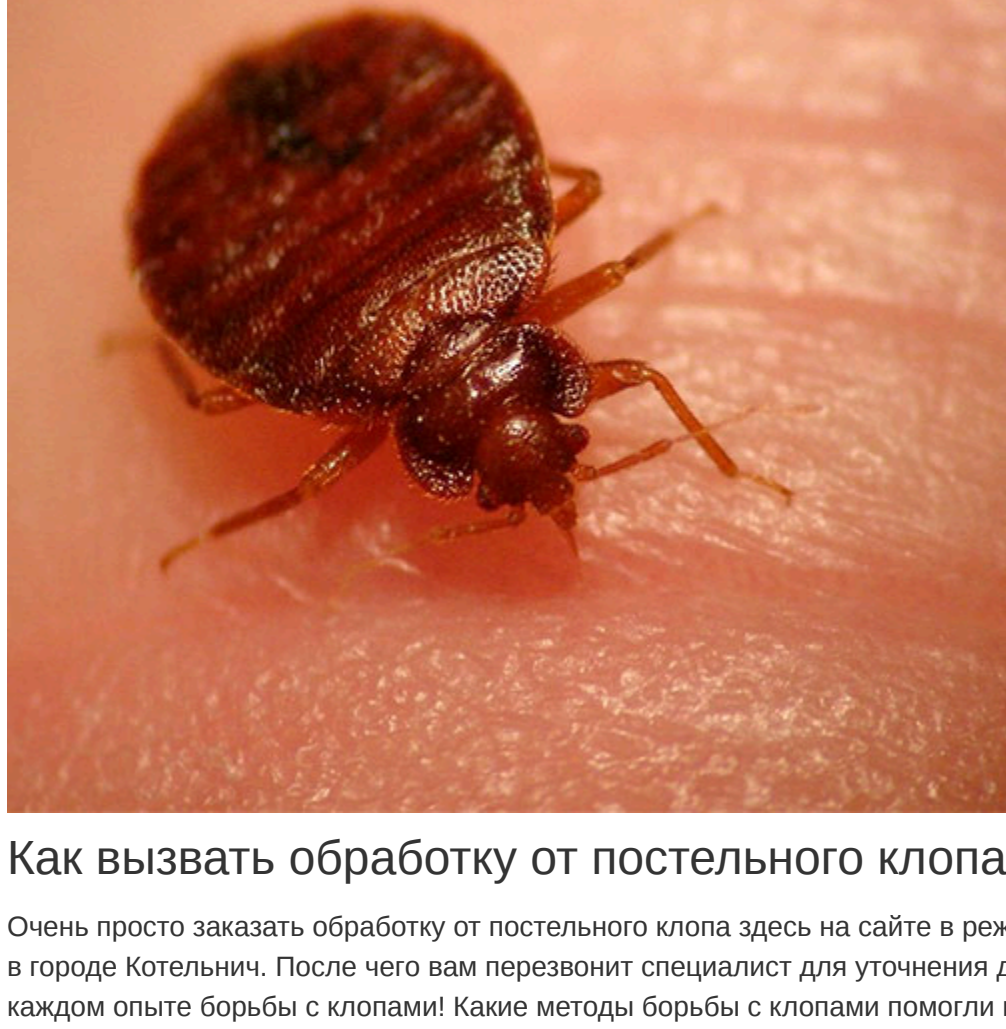 Как вызвать обработку от постельного клопа
Очень просто заказать обработку от постельного клопа здесь на сайте в
в городе Котельнич. После чего вам перезвонит специалист для уточнения
каждом опыте борьбы с клопами! Какие методы борьбы с клопами помогли